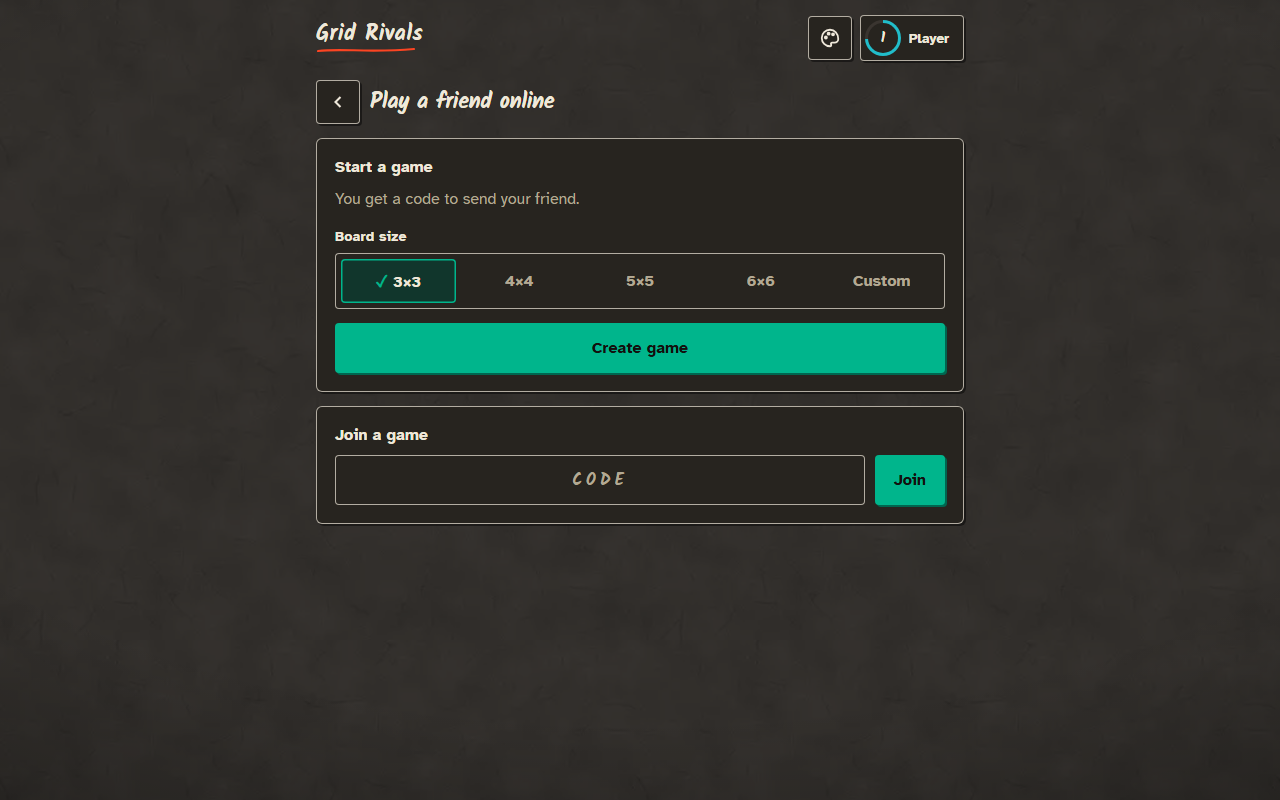 Grid Rivals
1 Player
Play a friend online
Start a game
You get a code to send your friend.
Board size
✓ 3×3 4×4 5×5 6×6 Custom
Create game
Join a game
CODE Join